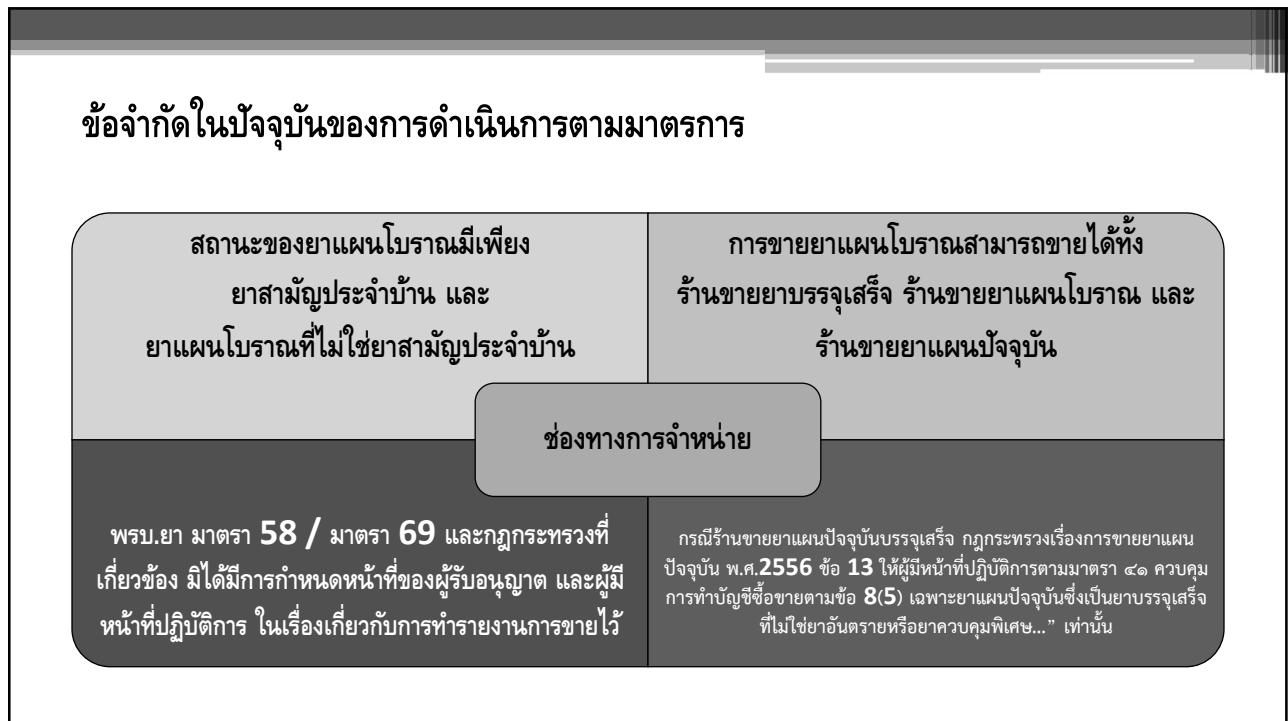 ข้อจำกัดในปัจจุบันของการดำเนินการตามมาตรการ
สถานะของยาแผนโบราณมีเพียง
ยาสามัญประจำบ้าน และ
ยาแผนโบราณที่ไม่ใช่ยาสามัญประจำบ้าน
การขายยาแผนโบราณสามารถขายได้ทั้ง
ร้านขายยาบรรจุเสร็จ ร้านขายยาแผนโบราณ และ
ร้านขายยาแผนปัจจุบัน
ช่องทางการจำหน่าย
พรบ.ยา มาตรา 58 / มาตรา 69 และกฎกระทรวงที่
เกี่ยวข้อง มิได้มีการกำหนดหน้าที่ของผู้รับอนุญาต และผู้มี
หน้าที่ปฏิบัติการ ในเรื่องเกี่ยวกับการทำรายงานการขายไว้
กรณีร้านขายยาแผนปัจจุบันบรรจุเสร็จ กฎกระทรวงเรื่องการขายยาแผน
ปัจจุบัน พ.ศ.2556 ข้อ 13 ให้ผู้มีหน้าที่ปฏิบัติการตามมาตรา ๔๑ ควบคุม
การทำบัญชีซื้อขายตามข้อ 8(5) เฉพาะยาแผนปัจจุบันซึ่งเป็นยาบรรจุเสร็จ
ที่ไม่ใช่ยาอันตรายหรือยาควบคุมพิเศษ...” เท่านั้น